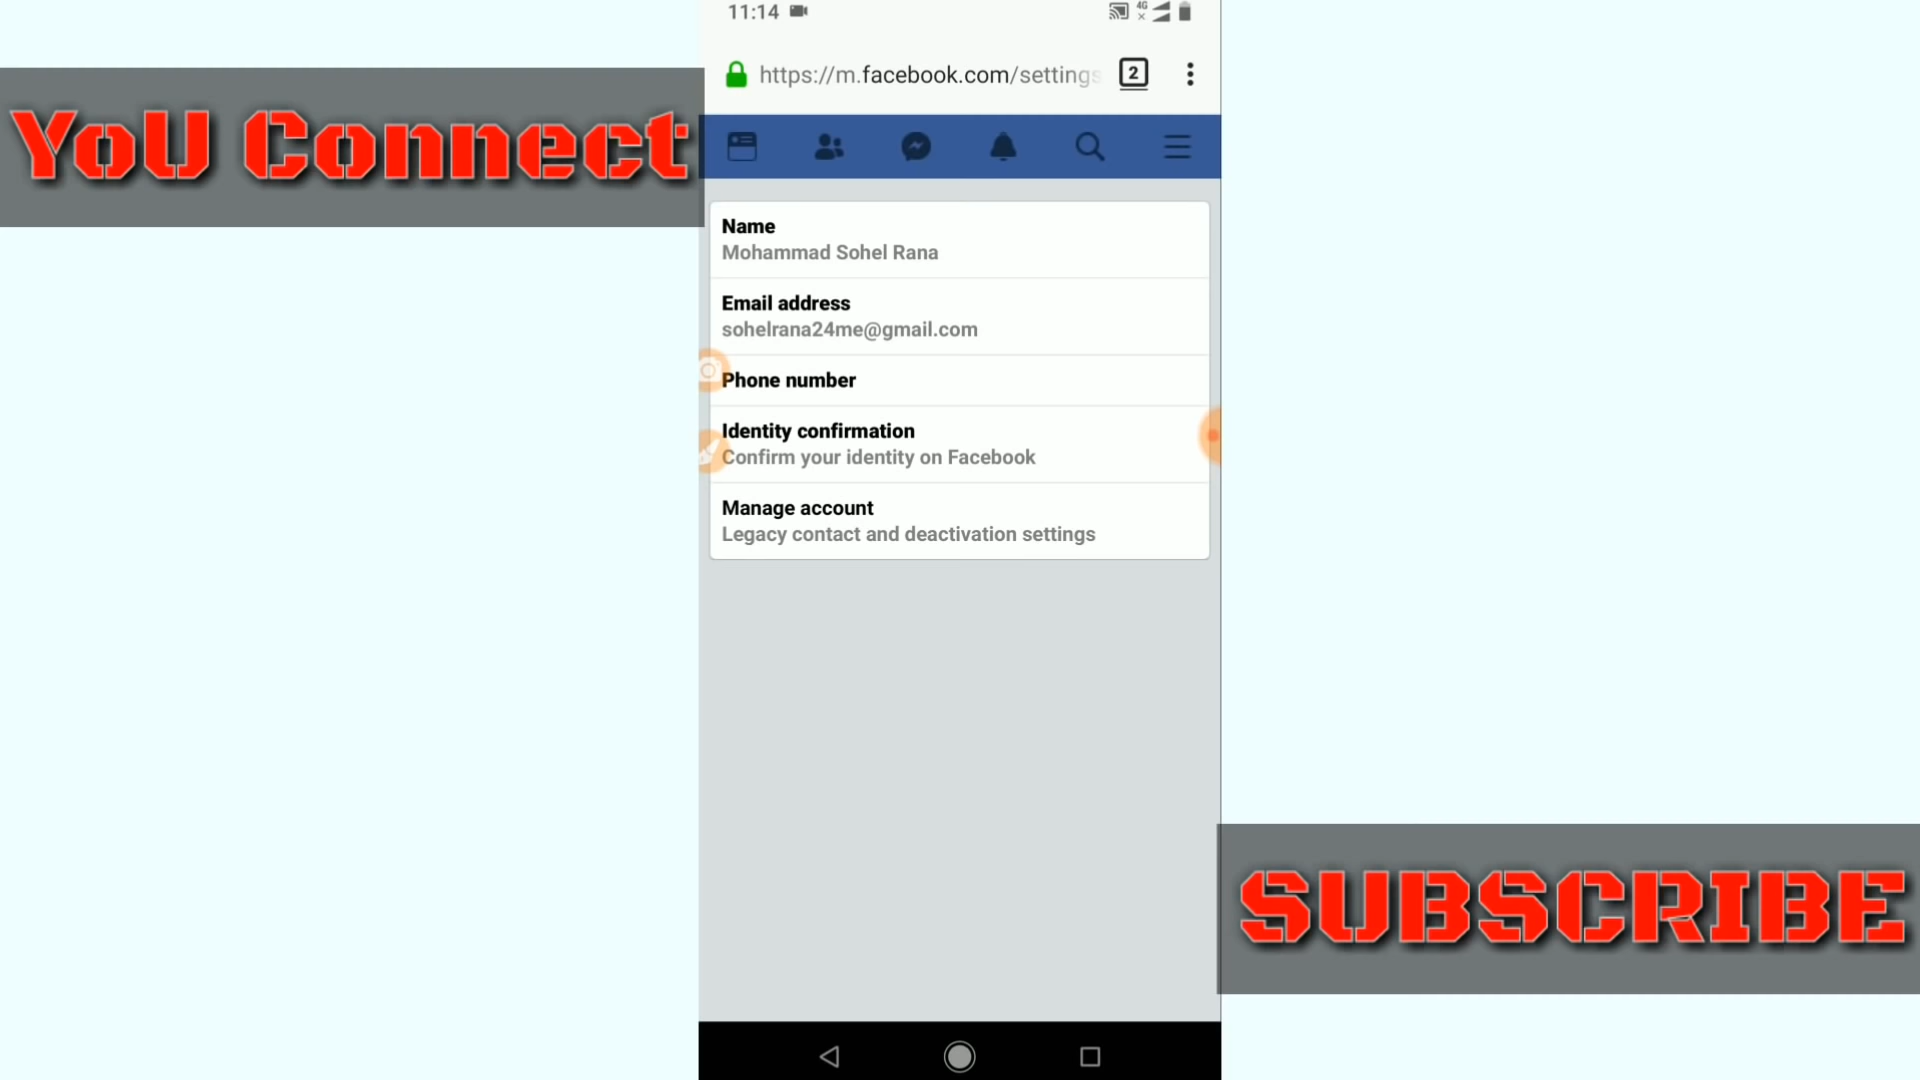 11:14
4G
https://m.facebook.com/settings
2
YoU Connect
Name
Mohammad Sohel Rana
Email address
sohelrana24me@gmail.com
Phone number
Identity confirmation
Confirm your identity on Facebook
Manage account
Legacy contact and deactivation settings
SUBSCRIBE